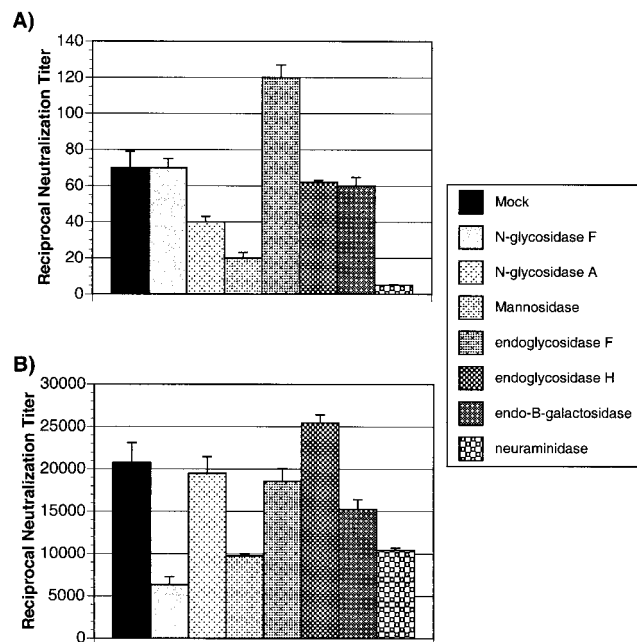 A)
Reciprocal Neutralization Titer
140
120
100
80
60
40
20
0
B)
Reciprocal Neutralization Titer
30000
25000
20000
15000
10000
5000
0
Mock
N-glycosidase F
N-glycosidase A
Mannosidase
endoglycosidase F
endoglycosidase H
endo-B-galactosidase
neuraminidase